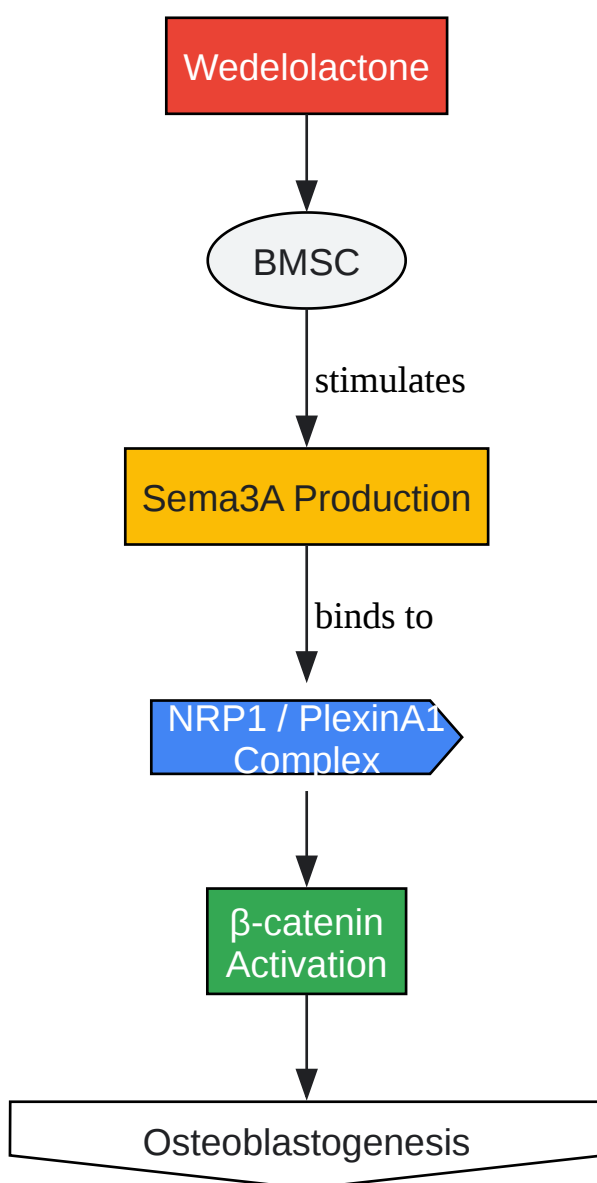 Wedelolactone
BMSC
stimulates
Sema3A Production
binds to
NRP1 / PlexinA1
Complex
β-catenin
Activation
Osteoblastogenesis